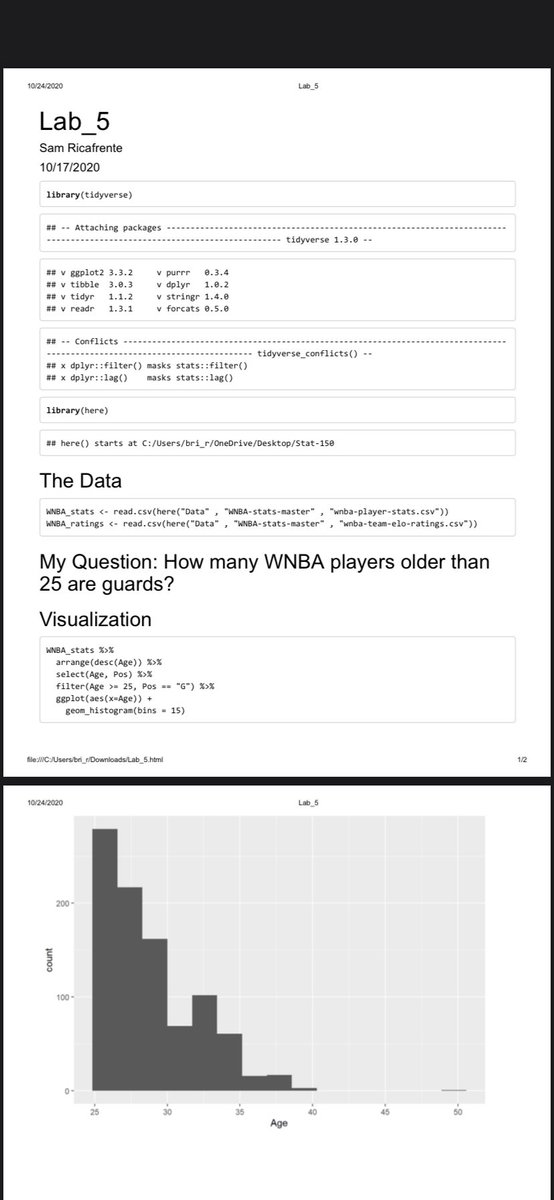 10/24/2020 Lab_5
Lab_5
Sam Ricafrente
10/17/2020
library(tidyverse)
## -- Attaching packages --------------------------------------------------------------------------
---------------------------------------------------- tidyverse 1.3.0 --
## v ggplot2 3.3.2 v purrr 0.3.4
## v tibble 3.0.3 v dplyr 1.0.2
## v tidyr 1.1.2 v stringr 1.4.0
## v readr 1.3.1 v forcats 0.5.0
## -- Conflicts -----------------------------------------------------------------------------------
---------------------------------------------- tidyverse_conflicts() --
## x dplyr::filter() masks stats::filter()
## x dplyr::lag() masks stats::lag()
library(here)
## here() starts at C:/Users/bri_r/OneDrive/Desktop/Stat-150
The Data
WNBA_stats <- read.csv(here("Data" , "WNBA-stats-master" , "wnba-player-stats.csv"))
WNBA_ratings <- read.csv(here("Data" , "WNBA-stats-master" , "wnba-team-elo-ratings.csv"))
My Question: How many WNBA players older than
25 are guards?
Visualization
WNBA_stats %>%
arrange(desc(Age)) %>%
select(Age, Pos) %>%
filter(Age >= 25, Pos == "G") %>%
ggplot(aes(x=Age)) +
geom_histogram(bins = 15)
file:///C:/Users/bri_r/Downloads/Lab_5.html 1/2
10/24/2020 Lab_5
200
count
100
0
25 30 35 40 45 50
Age